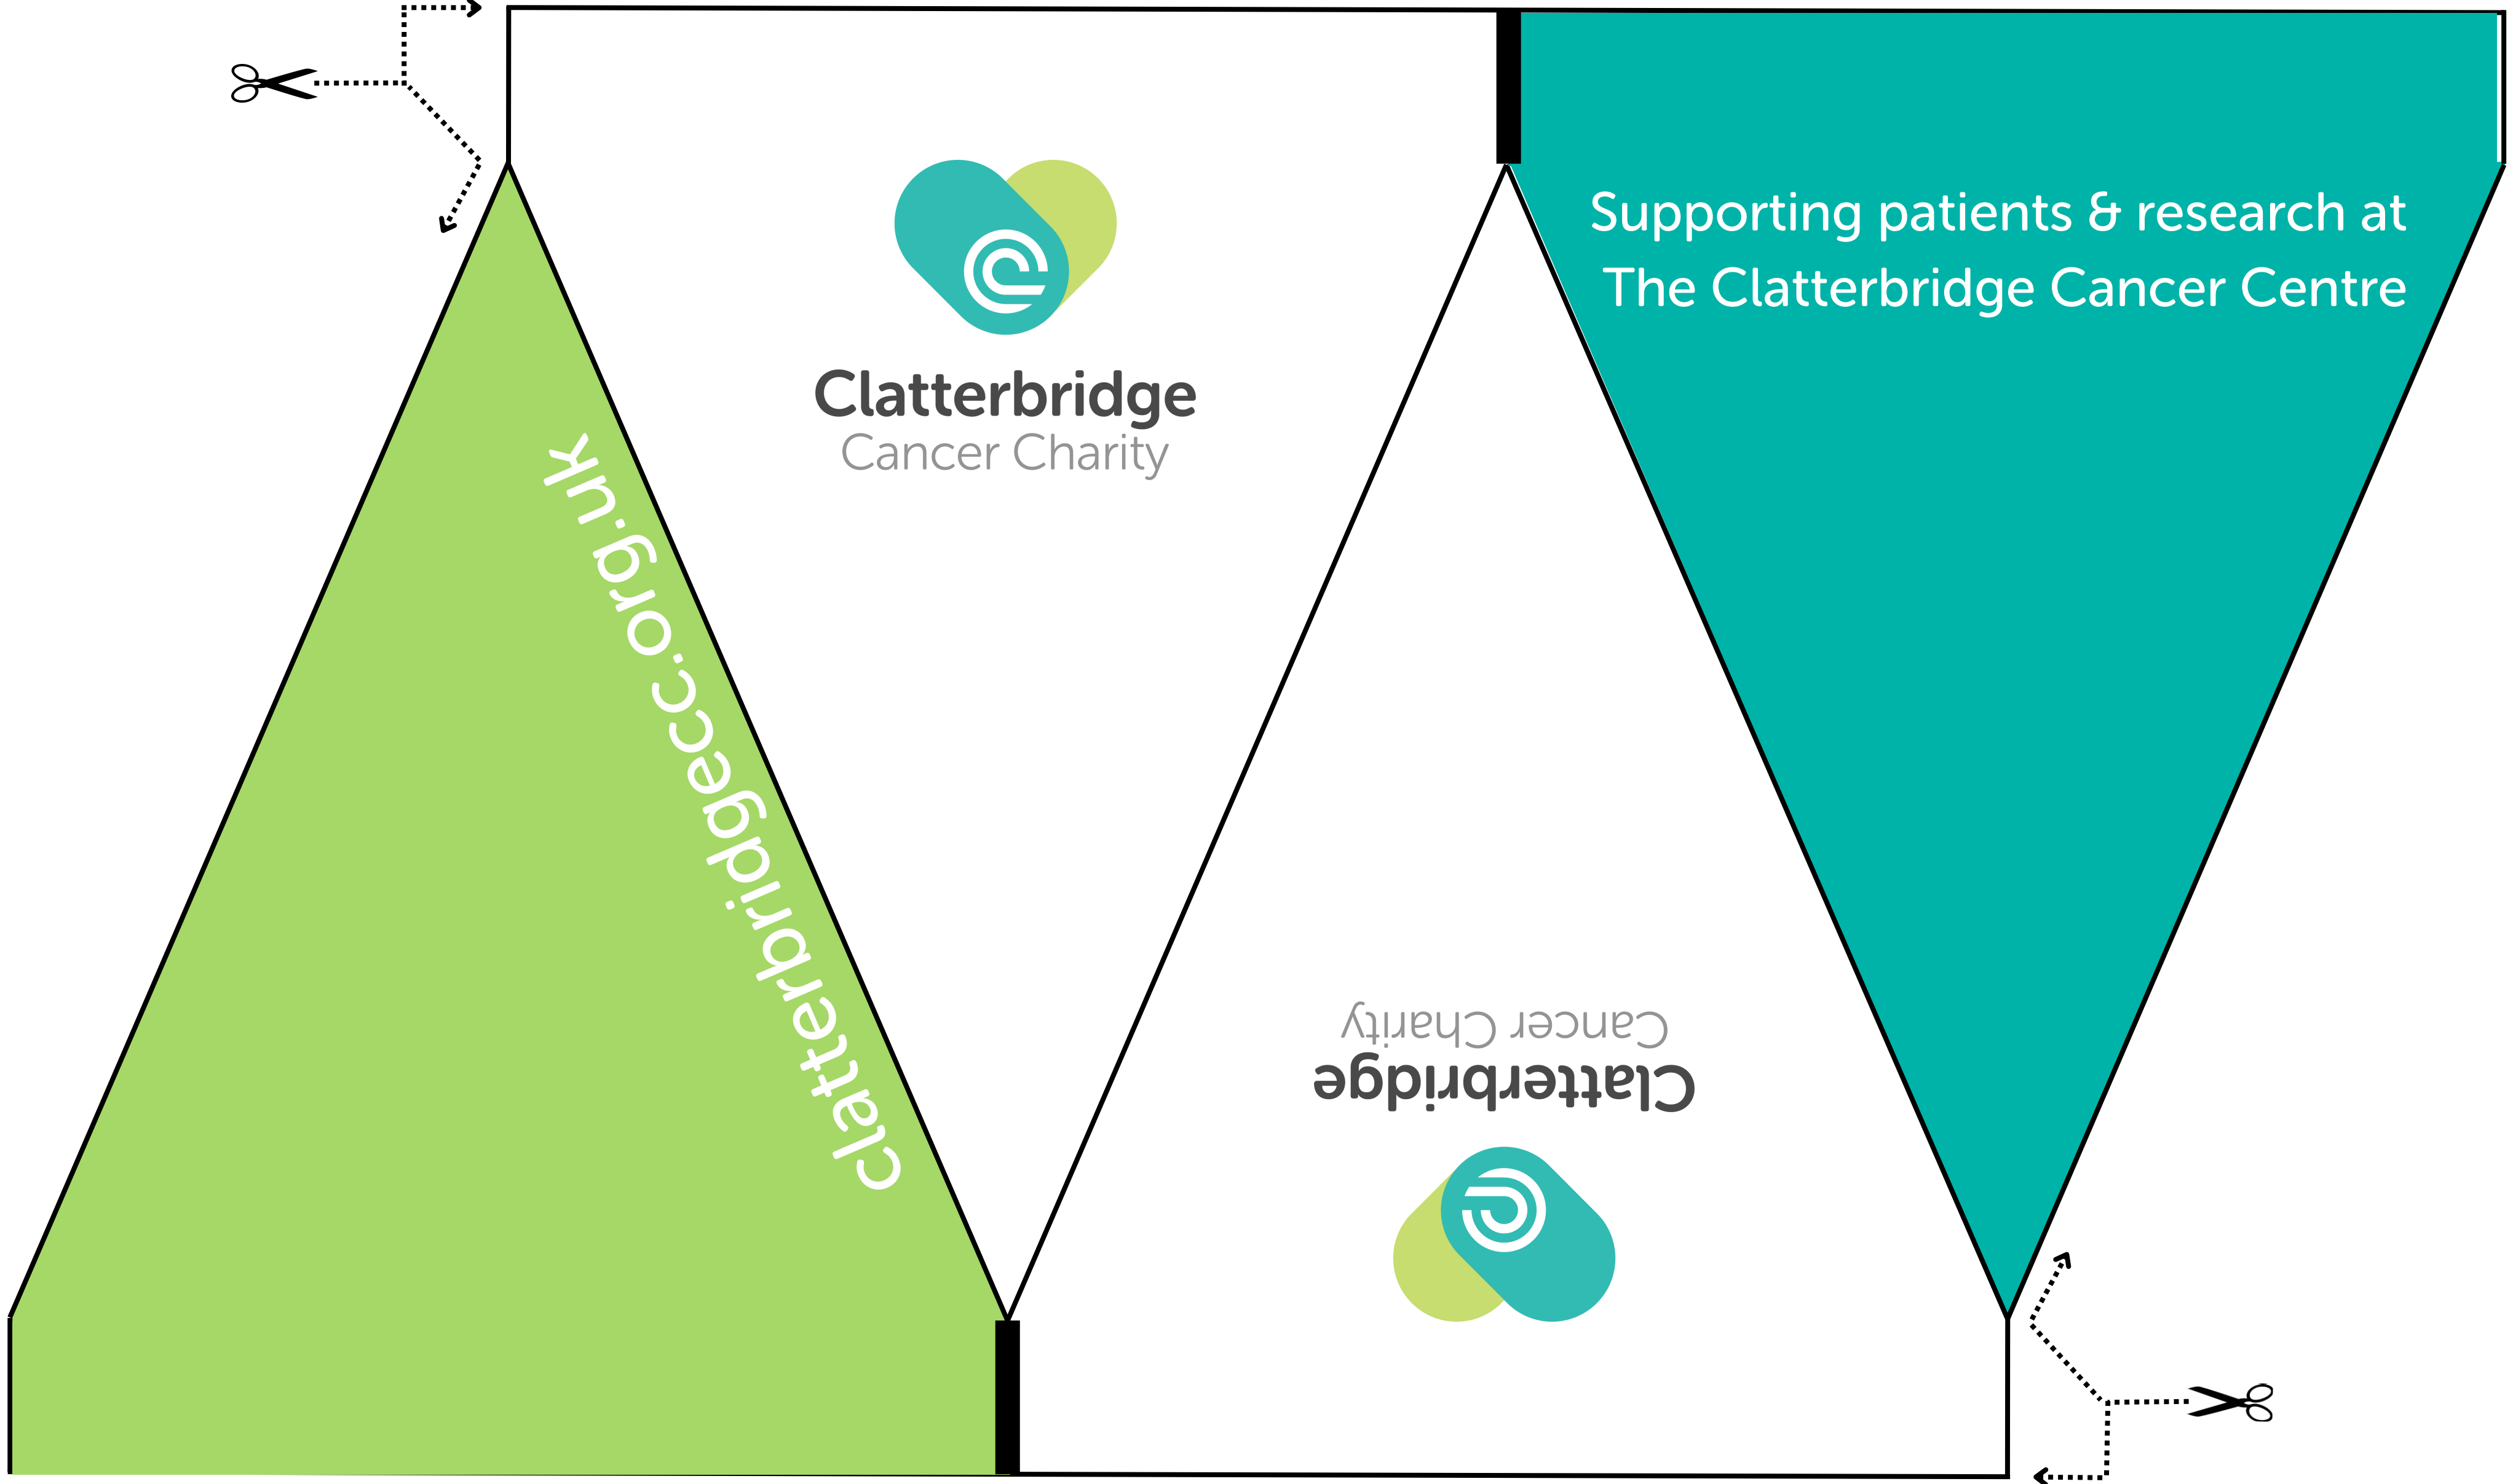 Supporting patients & research at
The Clatterbridge Cancer Centre
Clatterbridge
Cancer Charity
clatterbridgecc.org.uk
Clatterbridge
Cancer Charity